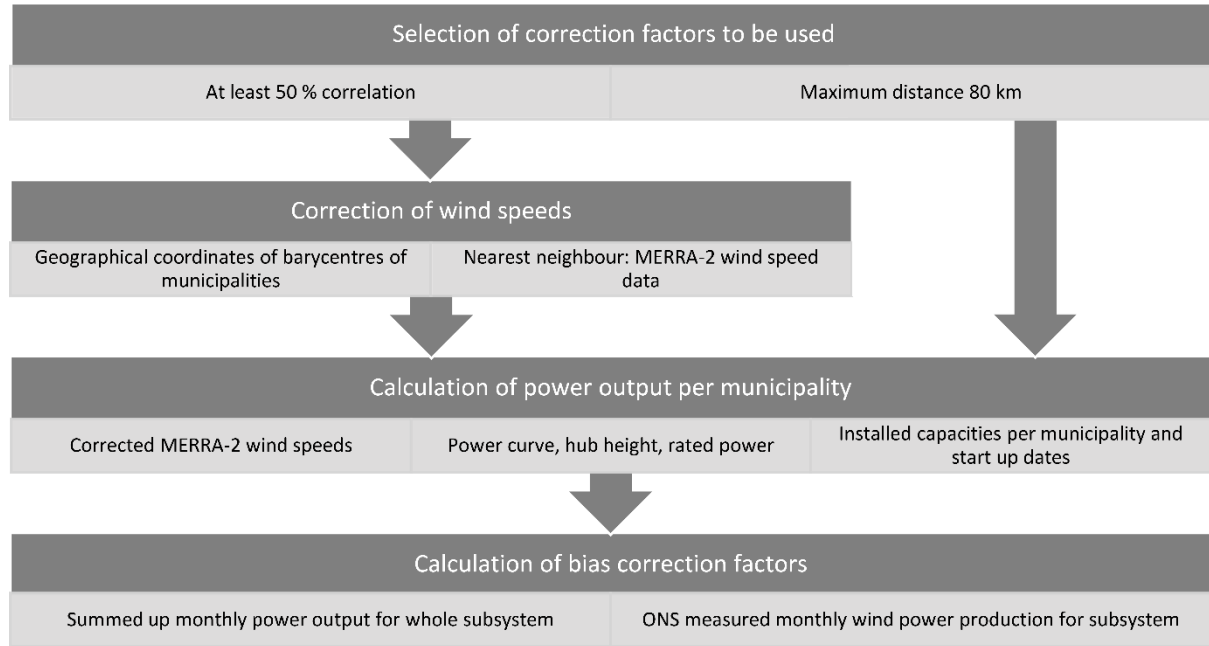 Selection of correction factors to be used
At least 50 % correlation
Maximum distance 80 km
Correction of wind speeds
Geographical coordinates of barycentres of
municipalities
Nearest neighbour: MERRA-2 wind speed
data
Calculation of power output per municipality
Corrected MERRA-2 wind speeds
Power curve, hub height, rated power
Installed capacities per municipality and
start up dates
Calculation of bias correction factors
Summed up monthly power output for whole subsystem
ONS measured monthly wind power production for subsystem